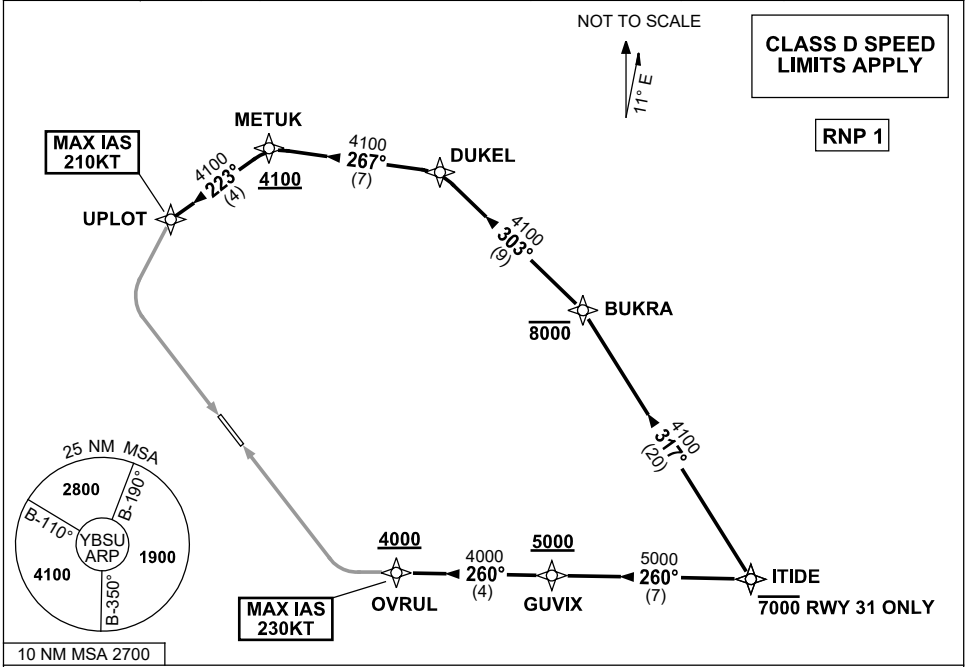 NOT TO SCALE
11° E
CLASS D SPEED
LIMITS APPLY
RNP 1
METUK
MAX IAS
210KT
4100
223°
(4)
4100
4100
267°
(7)
DUKEL
UPLOT
4100
303°
(9)
BUKRA
8000
4100
317°
(20)
25 NM MSA
2800
B-190°
B-110°
YBSU
ARP
1900
4100
B-350°
4000
4000
260°
(4)
5000
5000
260°
(7)
ITIDE
OVRUL
GUVIX
7000 RWY 31 ONLY
MAX IAS
230KT
10 NM MSA 2700